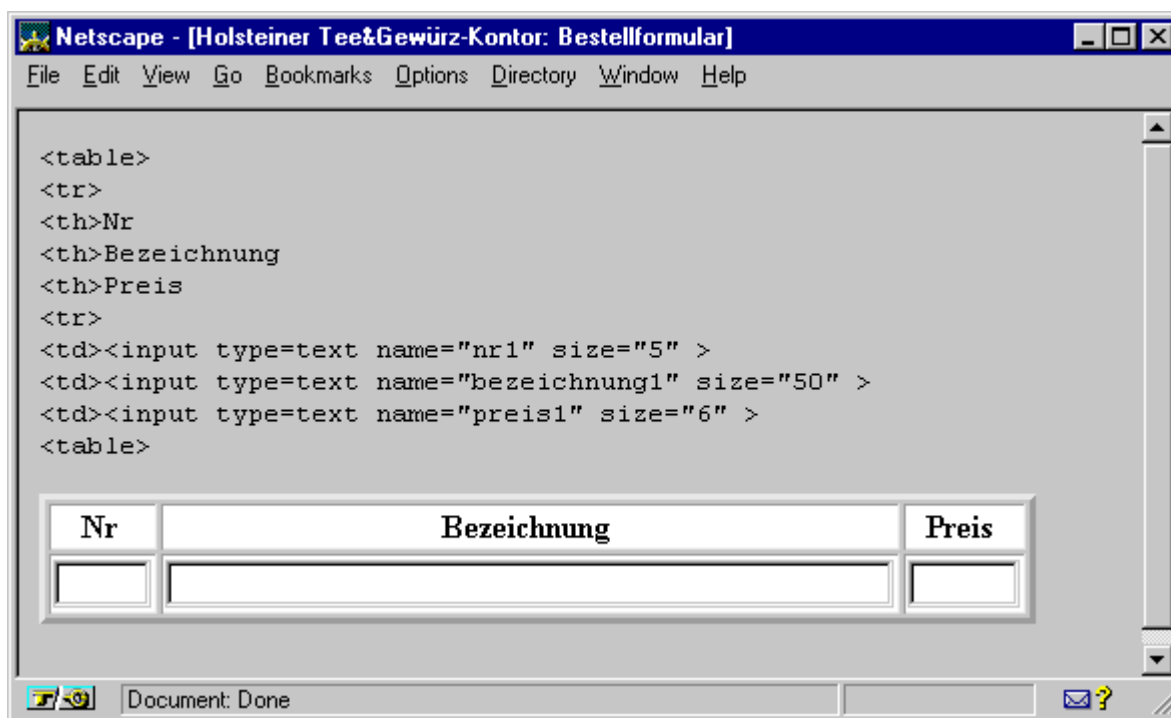 Netscape - [Holsteiner Tee&Gewürz-Kontor: Bestellformular]
File Edit View Go Bookmarks Options Directory Window Help
<table>
<tr>
<th>Nr
<th>Bezeichnung
<th>Preis
<tr>
<td><input type=text name="nr1" size="5" >
<td><input type=text name="bezeichnung1" size="50" >
<td><input type=text name="preis1" size="6" >
<table>
Nr Bezeichnung Preis
Document: Done